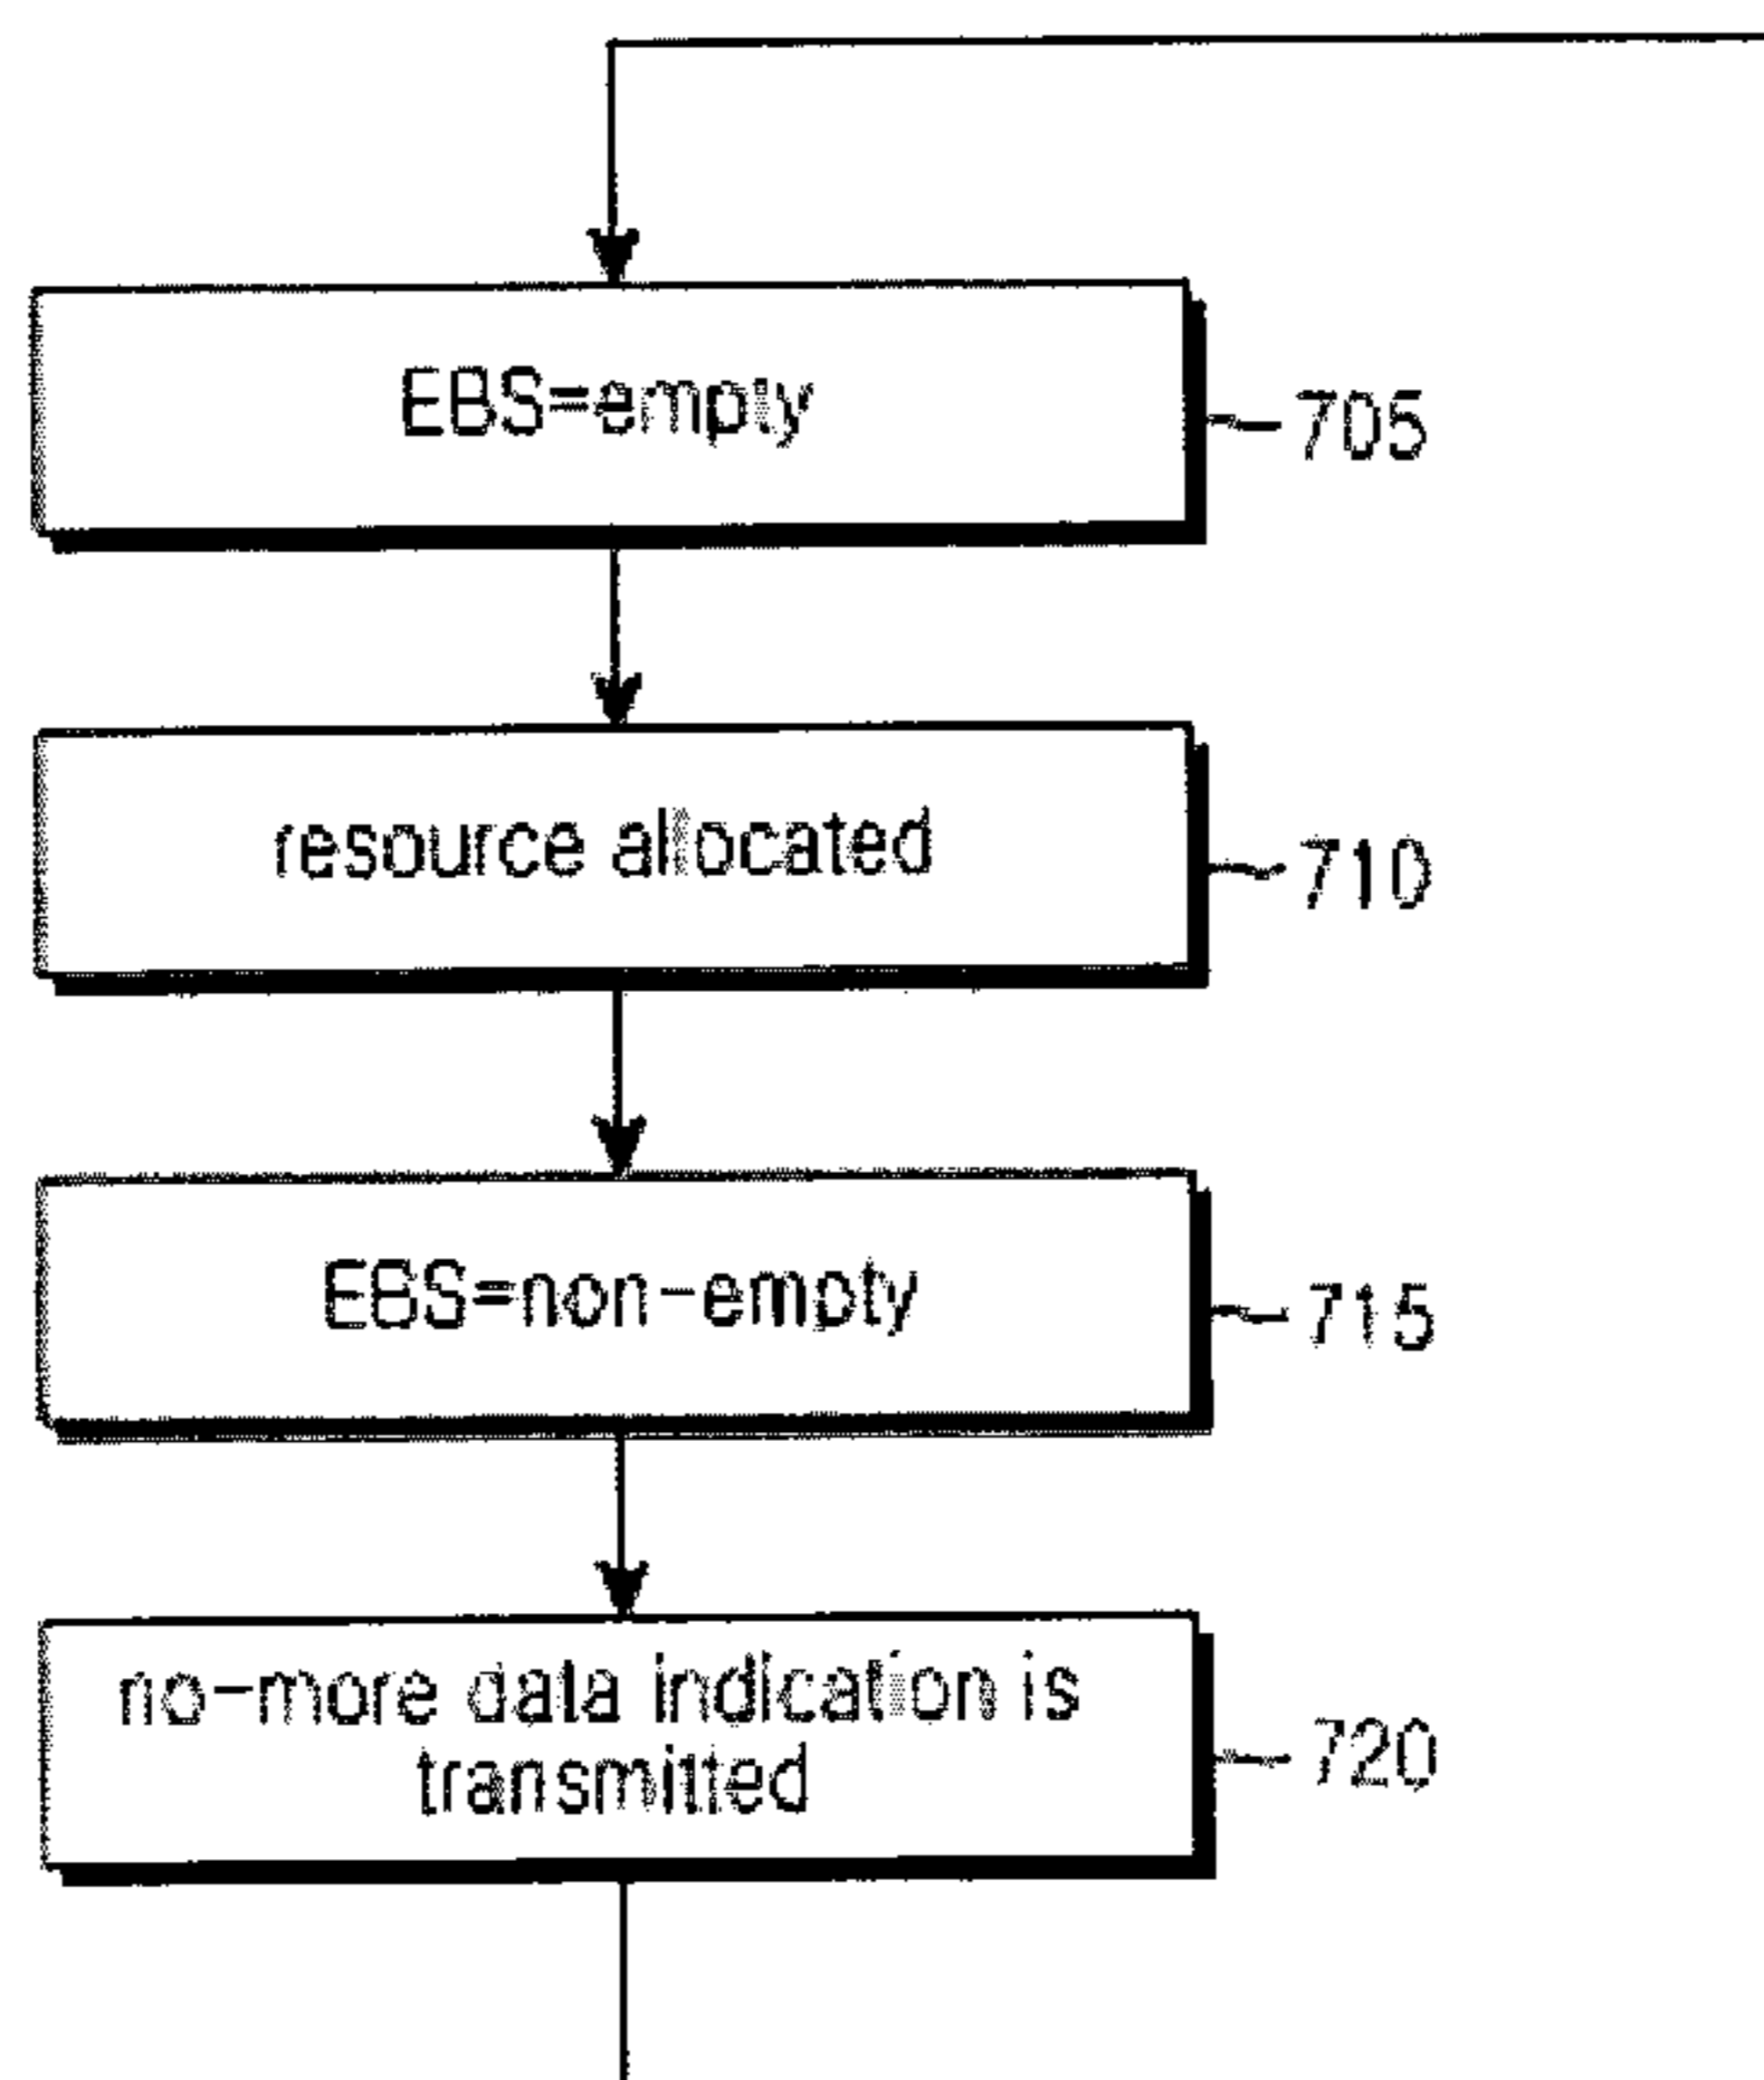 EBS=empty
705
resource allocated
710
EBS=non-empty
715
no-more data indication is
transmitted
720